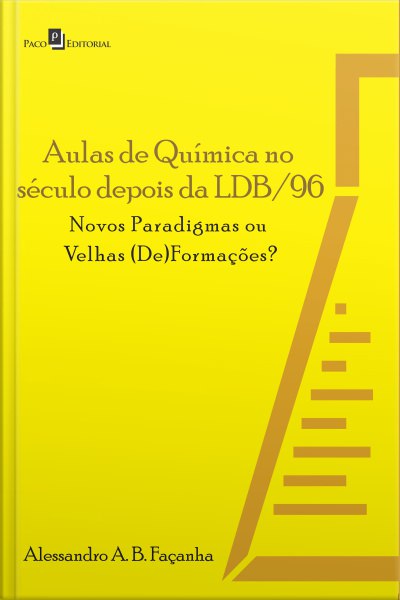 PACO EDITORIAL
Aulas de Química no
século depois da LDB/96
Novos Paradigmas ou
Velhas (De)Formações?
Alessandro A. B. Façanha